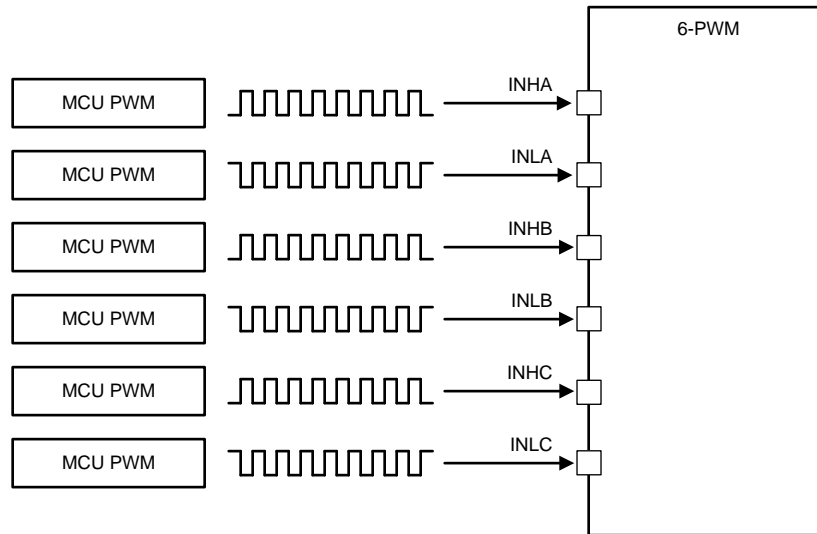 6-PWM
MCU PWM
INHA
MCU PWM
INLA
MCU PWM
INHB
MCU PWM
INLB
MCU PWM
INHC
MCU PWM
INLC